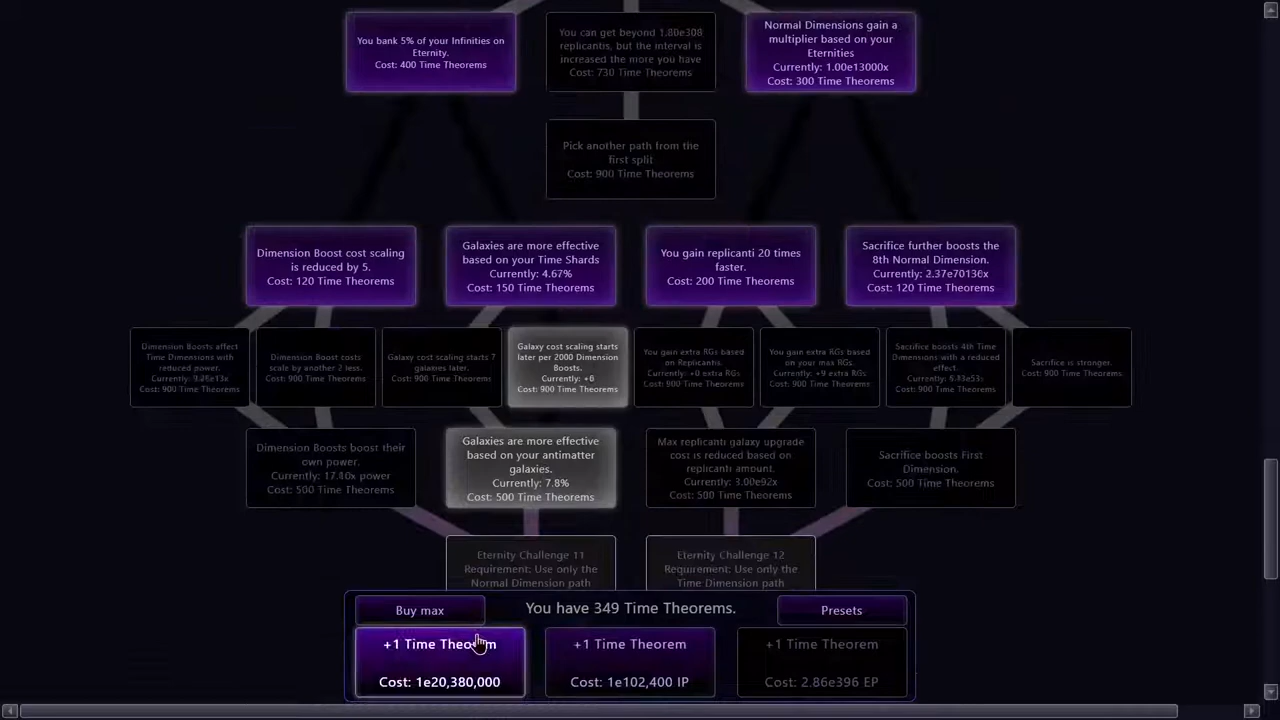 You bank 5% of your Infinities on
Eternity.
Cost: 400 Time Theorems
You can get beyond 1.80e308
replicantis, but the interval is
increased the more you have
Cost: 730 Time Theorems
Normal Dimensions gain a
multiplier based on your
Eternities
Currently: 1.00e13000x
Cost: 300 Time Theorems
Pick another path from the
first split
Cost: 900 Time Theorems
Dimension Boost cost scaling
is reduced by 5.
Cost: 120 Time Theorems
Galaxies are more effective
based on your Time Shards
Currently: 4.67%
Cost: 150 Time Theorems
You gain replicanti 20 times
faster.
Cost: 200 Time Theorems
Sacrifice further boosts the
8th Normal Dimension.
Currently: 2.37e70136x
Cost: 120 Time Theorems
Dimension Boosts affect
Time Dimensions with
reduced power.
Cost: 900 Time Theorems
Dimension Boost costs
scale by another 2 less.
Cost: 900 Time Theorems
Galaxy cost scaling starts 7
galaxies later.
Cost: 900 Time Theorems
Galaxy cost scaling starts
later per 2000 Dimension
Boosts.
Currently: +6
Cost: 900 Time Theorems
You gain extra RGs based
on Replicantis.
Currently: +0 extra RGs
Cost: 900 Time Theorems
You gain extra RGs based
on your max RGs.
Currently: +9 extra RGs
Cost: 900 Time Theorems
Sacrifice boosts 4th Time
Dimensions with a reduced
effect
Cost: 900 Time Theorems
Sacrifice is stronger.
Cost: 900 Time Theorems
Dimension Boosts boost their
own power.
Currently: 17.10x power
Cost: 500 Time Theorems
Galaxies are more effective
based on your antimatter
galaxies.
Currently: 7.8%
Cost: 500 Time Theorems
Max replicanti galaxy upgrade
cost is reduced based on
replicanti amount.
Currently: 3.00e92x
Cost: 500 Time Theorems
Sacrifice boosts First
Dimension.
Cost: 500 Time Theorems
Eternity Challenge 11
Requirement: Use only the
Normal Dimension path
Eternity Challenge 12
Requirement: Use only the
Time Dimension path
Buy max
You have 349 Time Theorems.
Presets
+1 Time Theorem
Cost: 1e20,380,000
+1 Time Theorem
Cost: 1e102,400 IP
+1 Time Theorem
Cost: 2.86e396 EP